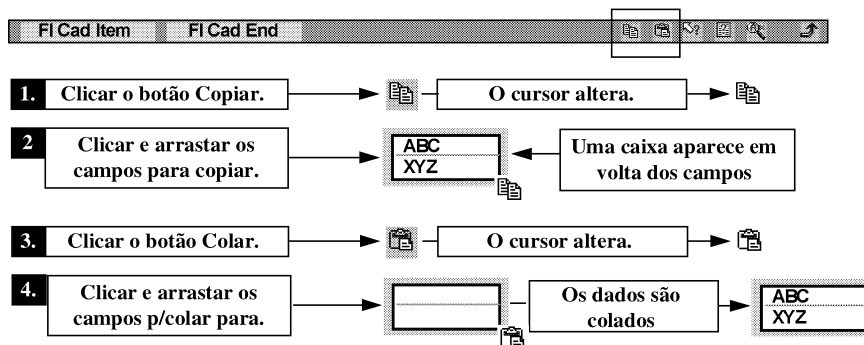 Fl Cad Item Fl Cad End
1. Clicar o botão Copiar. O cursor altera.
2 Clicar e arrastar os
campos para copiar.
ABC
XYZ
Uma caixa aparece em
volta dos campos
3. Clicar o botão Colar. O cursor altera.
4. Clicar e arrastar os
campos p/colar para.
Os dados são
colados
ABC
XYZ